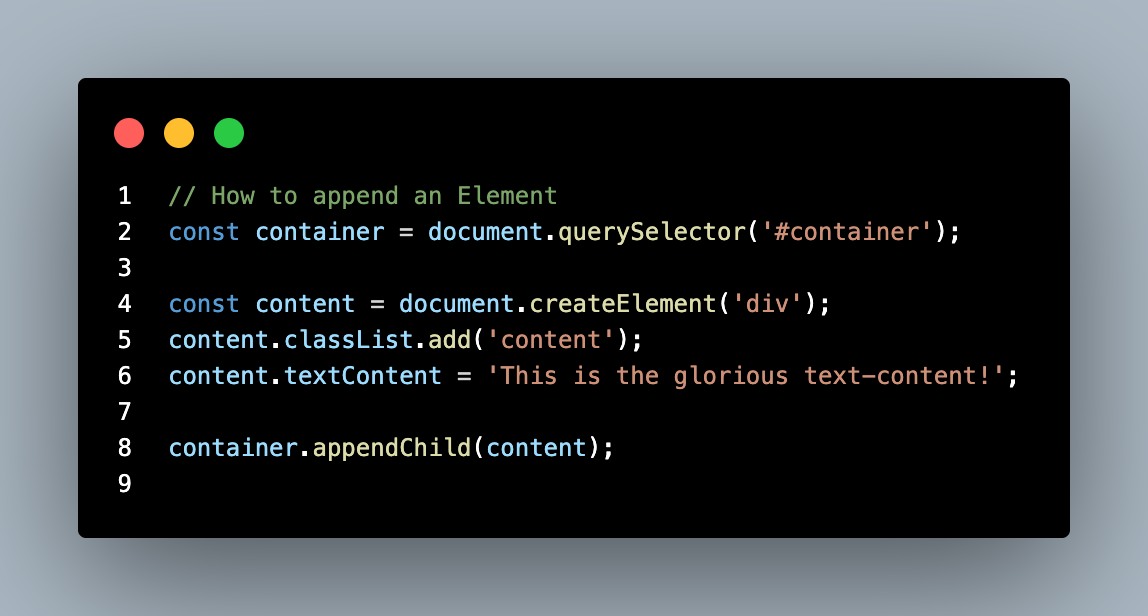 1 // How to append an Element
2 const container = document.querySelector('#container');
3
4 const content = document.createElement('div');
5 content.classList.add('content');
6 content.textContent = 'This is the glorious text-content!';
7
8 container.appendChild(content);
9